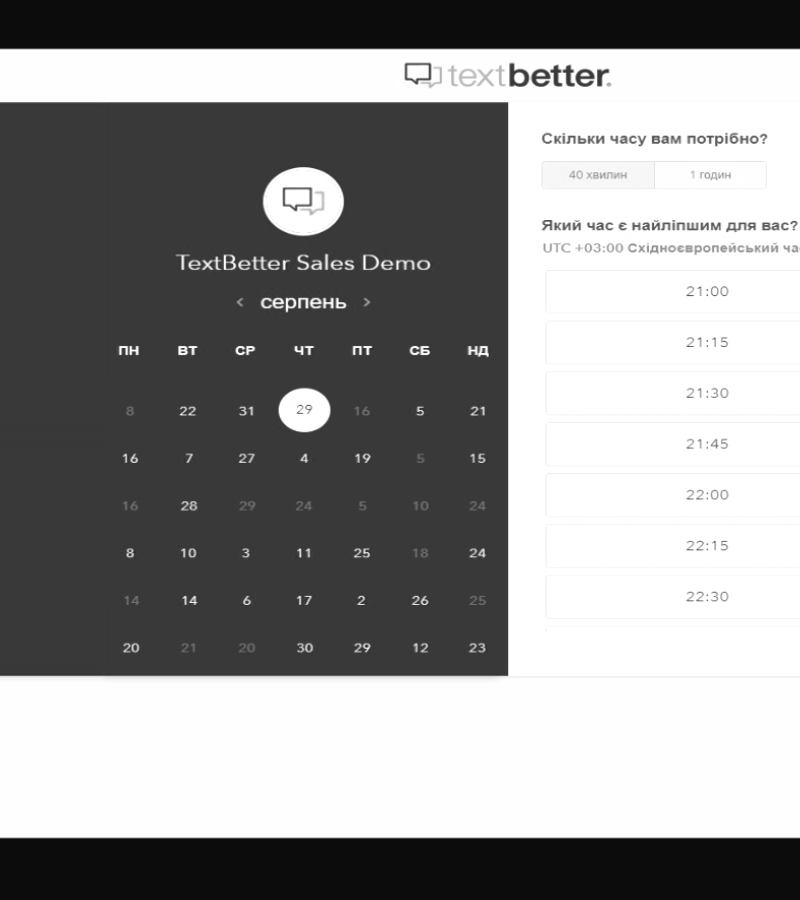 textbetter.
TextBetter Sales Demo
< серпень >
ПН ВТ СР ЧТ ПТ СБ НД
8 22 31 29 16 5 21
16 7 27 4 19 5 15
16 28 29 24 5 10 24
8 10 3 11 25 18 24
14 14 6 17 2 26 25
20 21 20 30 29 12 23
Скільки часу вам потрібно?
40 хвилин 1 годин
Який час є найліпшим для вас?
UTC +03:00 Східноєвропейський
21:00
21:15
21:30
21:45
22:00
22:15
22:30